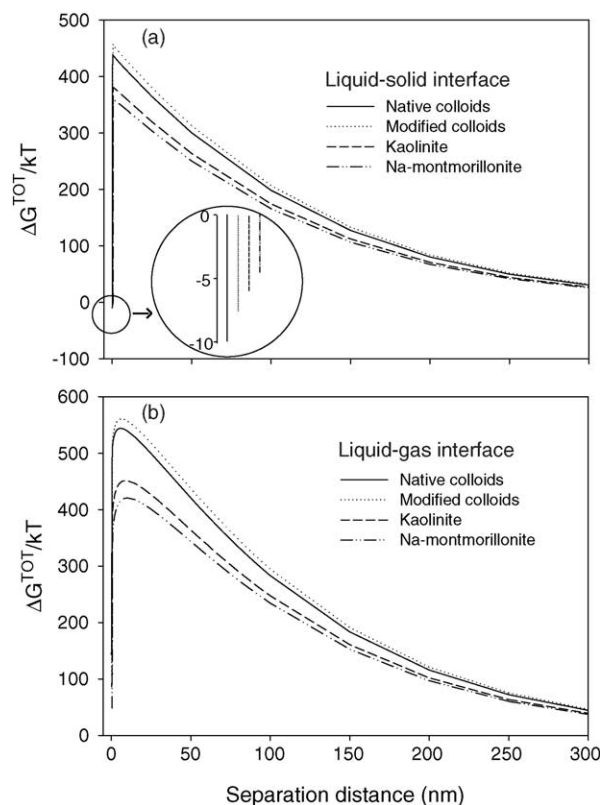 (a)
Liquid-solid interface
Native colloids
Modified colloids
Kaolinite
Na-montmorillonite
ΔG^TOT/kT
500
400
300
200
100
0
-100
0
-5
-10
(b)
Liquid-gas interface
Native colloids
Modified colloids
Kaolinite
Na-montmorillonite
ΔG^TOT/kT
600
500
400
300
200
100
0
0 50 100 150 200 250 300
Separation distance (nm)